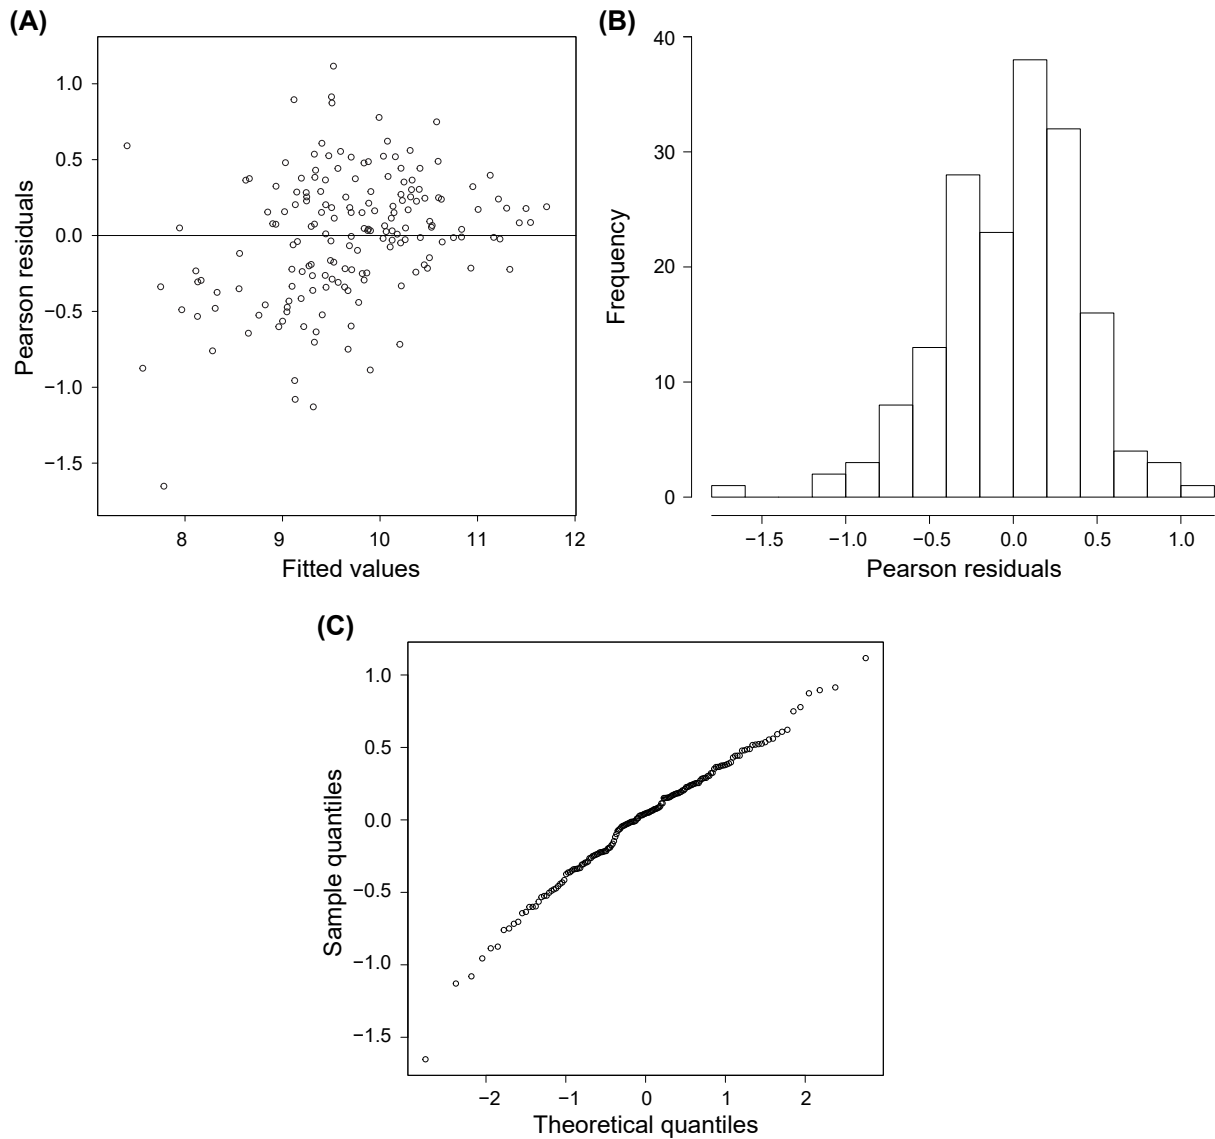 (A)
1.0
0.5
0.0
−0.5
−1.0
−1.5
Pearson residuals
8 9 10 11 12
Fitted values
(B)
40
30
20
10
0
Frequency
−1.5 −1.0 −0.5 0.0 0.5 1.0
Pearson residuals
(C)
1.0
0.5
0.0
−0.5
−1.0
−1.5
Sample quantiles
−2 −1 0 1 2
Theoretical quantiles